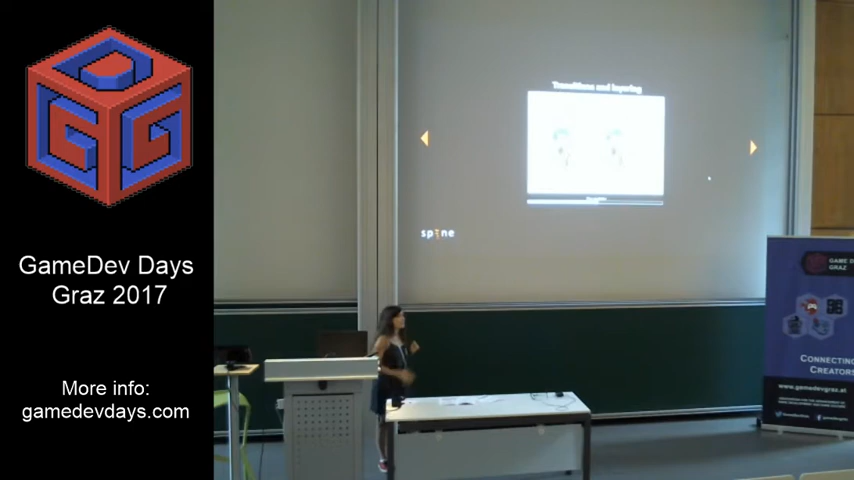 GameDev Days
Graz 2017
More info:
gamedevdays.com
Transitions and layering
spine
GAME D
GRAZ
CONNECTING
CREATORS
www.gamedevgraz.at